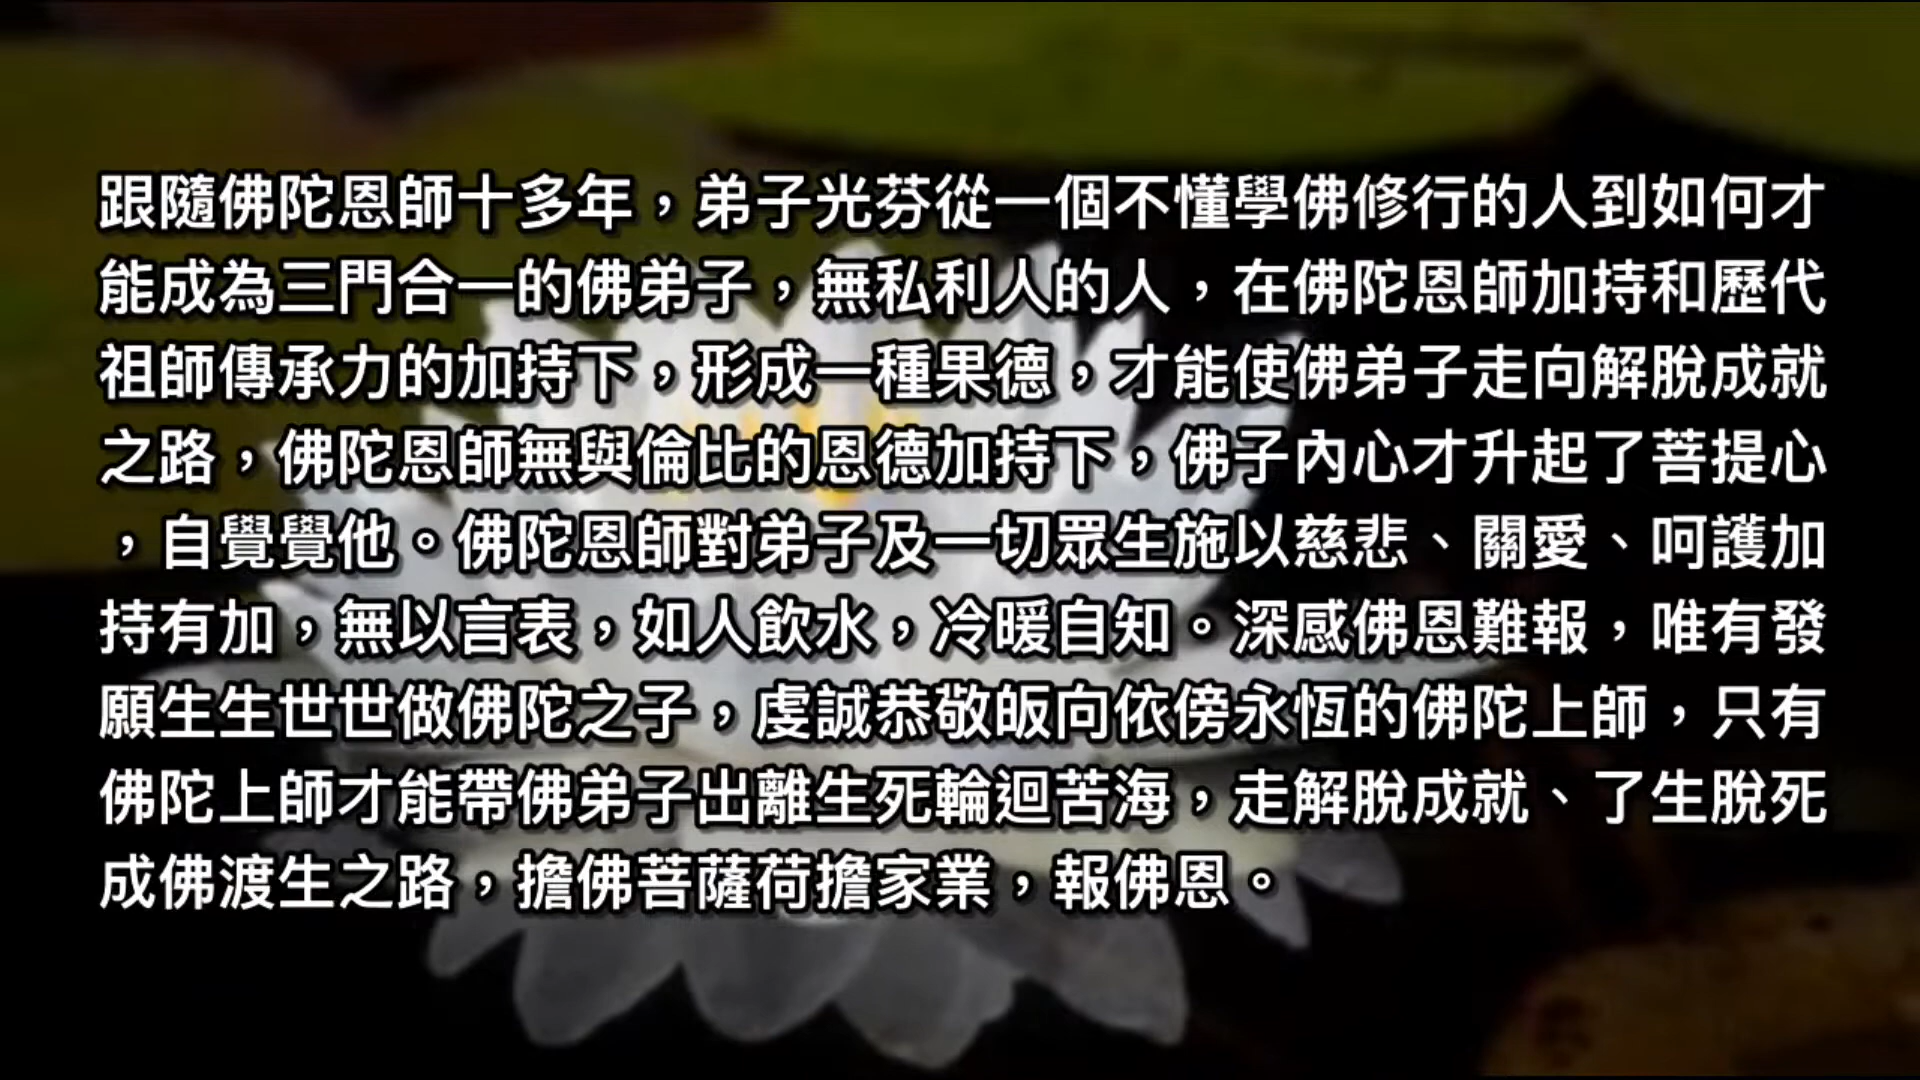 跟隨佛陀恩師十多年，弟子光芬從一個不懂學佛修行的人到如何才
能成為三門合一的佛弟子，無私利人的人，在佛陀恩師加持和歷代
祖師傳承力的加持下，形成一種果德，才能使佛弟子走向解脫成就
之路，佛陀恩師無與倫比的恩德加持下，佛子內心才升起了菩提心
，自覺覺他。佛陀恩師對弟子及一切眾生施以慈悲、關愛、呵護加
持有加，無以言表，如人飲水，冷暖自知。深感佛恩難報，唯有發
願生生世世做佛陀之子，虔誠恭敬皈向依傍永恆的佛陀上師，只有
佛陀上師才能帶佛弟子出離生死輪迴苦海，走解脫成就、了生脫死
成佛渡生之路，擔佛菩薩荷擔家業，報佛恩。